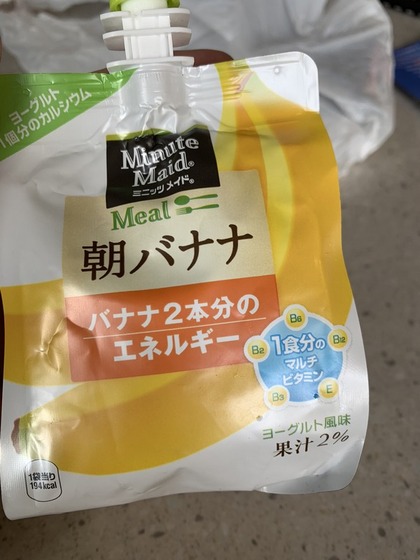 ヨーグルト
1個分のカルシウム
Minute
Maid®
ミニッツ メイド®
Meal
朝バナナ
バナナ2本分の
エネルギー
B6
B2
B12
1食分の
マルチ
ビタミン
B3
E
ヨーグルト風味
果汁2%
1袋当り
194kcal